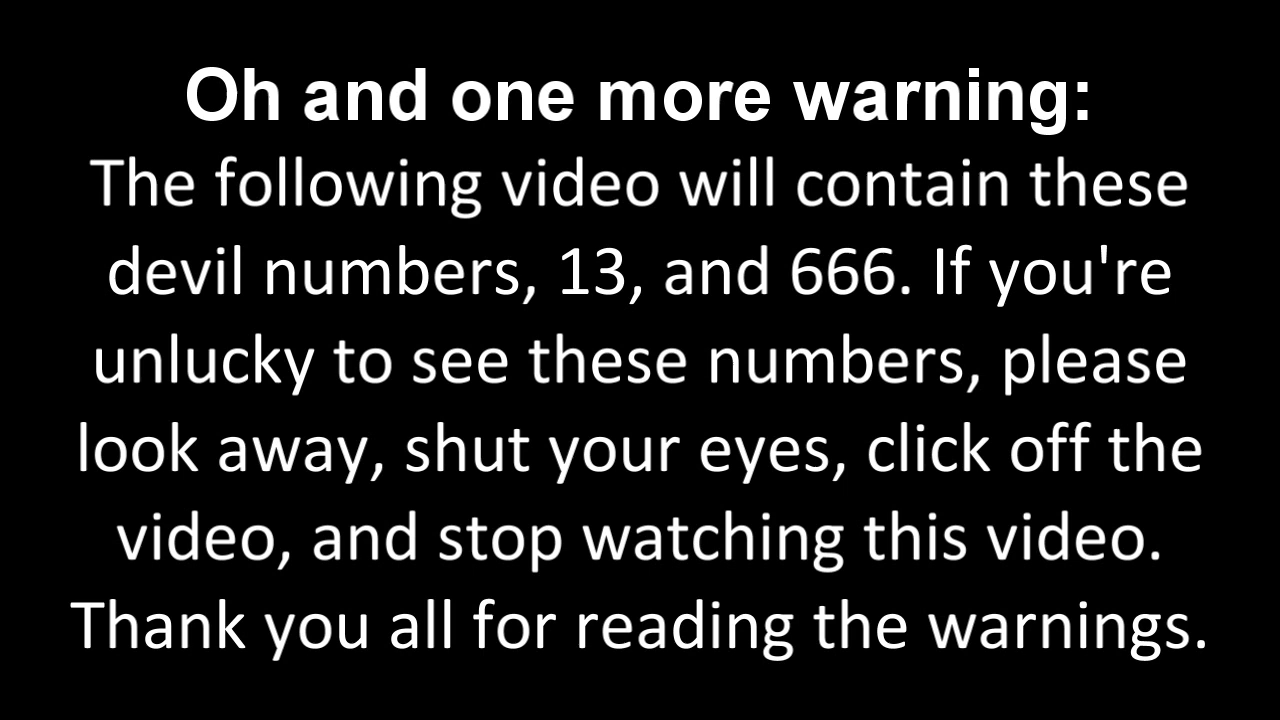 Oh and one more warning:
The following video will contain these
devil numbers, 13, and 666. If you're
unlucky to see these numbers, please
look away, shut your eyes, click off the
video, and stop watching this video.
Thank you all for reading the warnings.